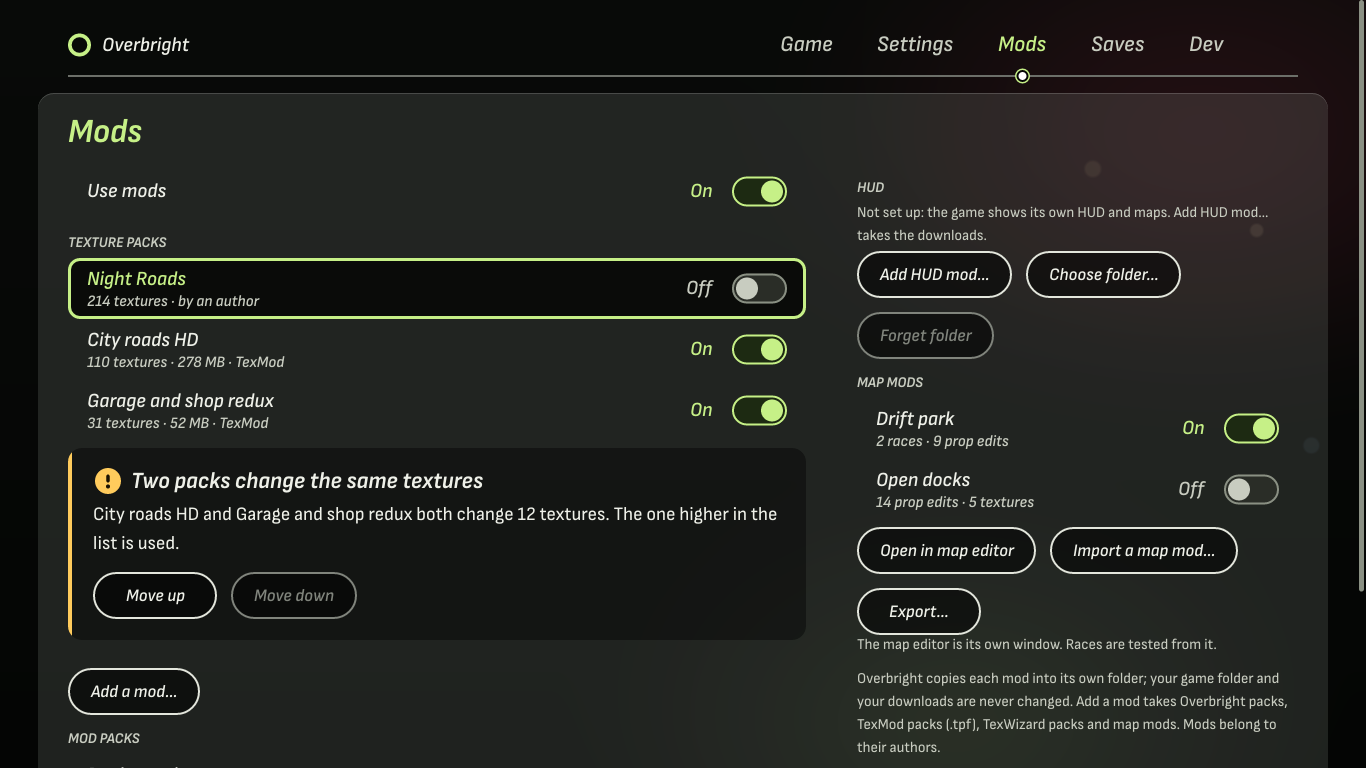 Overbright
Game
Settings
Mods
Saves
Dev
Mods
Use mods
On
TEXTURE PACKS
Night Roads
214 textures · by an author
Off
City roads HD
110 textures · 278 MB · TexMod
On
Garage and shop redux
31 textures · 52 MB · TexMod
On
Two packs change the same textures
City roads HD and Garage and shop redux both change 12 textures. The one higher in the
list is used.
Move up
Move down
Add a mod...
MOD PACKS
HUD
Not set up: the game shows its own HUD and maps. Add HUD mod...
takes the downloads.
Add HUD mod...
Choose folder...
Forget folder
MAP MODS
Drift park
2 races · 9 prop edits
On
Open docks
14 prop edits · 5 textures
Off
Open in map editor
Import a map mod...
Export...
The map editor is its own window. Races are tested from it.
Overbright copies each mod into its own folder; your game folder and
your downloads are never changed. Add a mod takes Overbright packs,
TexMod packs (.tpf), TexWizard packs and map mods. Mods belong to
their authors.